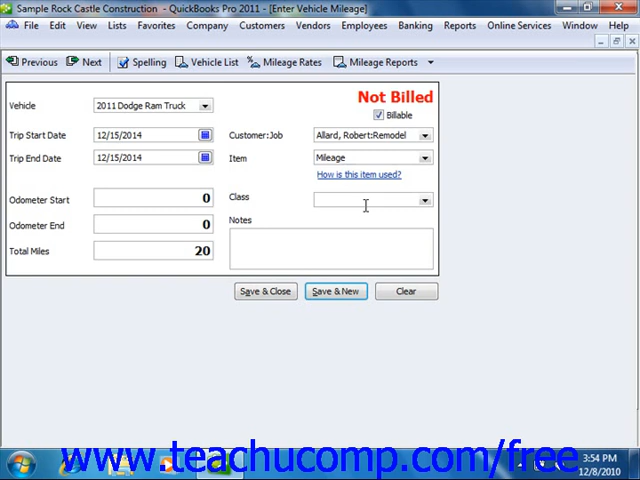 Sample Rock Castle Construction - QuickBooks Pro 2011 - [Enter Vehicle Mileage]
File Edit View Lists Favorites Company Customers Vendors Employees Banking Reports Online Services Window Help
Previous Next Spelling Vehicle List Mileage Rates Mileage Reports
Not Billed
Vehicle 2011 Dodge Ram Truck Billable
Trip Start Date 12/15/2014 Customer:Job Allard, Robert:Remodel
Trip End Date 12/15/2014 Item Mileage
How is this item used?
Odometer Start 0 Class
Odometer End 0 Notes
Total Miles 20
Save & Close Save & New Clear
www.teachucomp.com/free
3:54 PM
12/8/2010